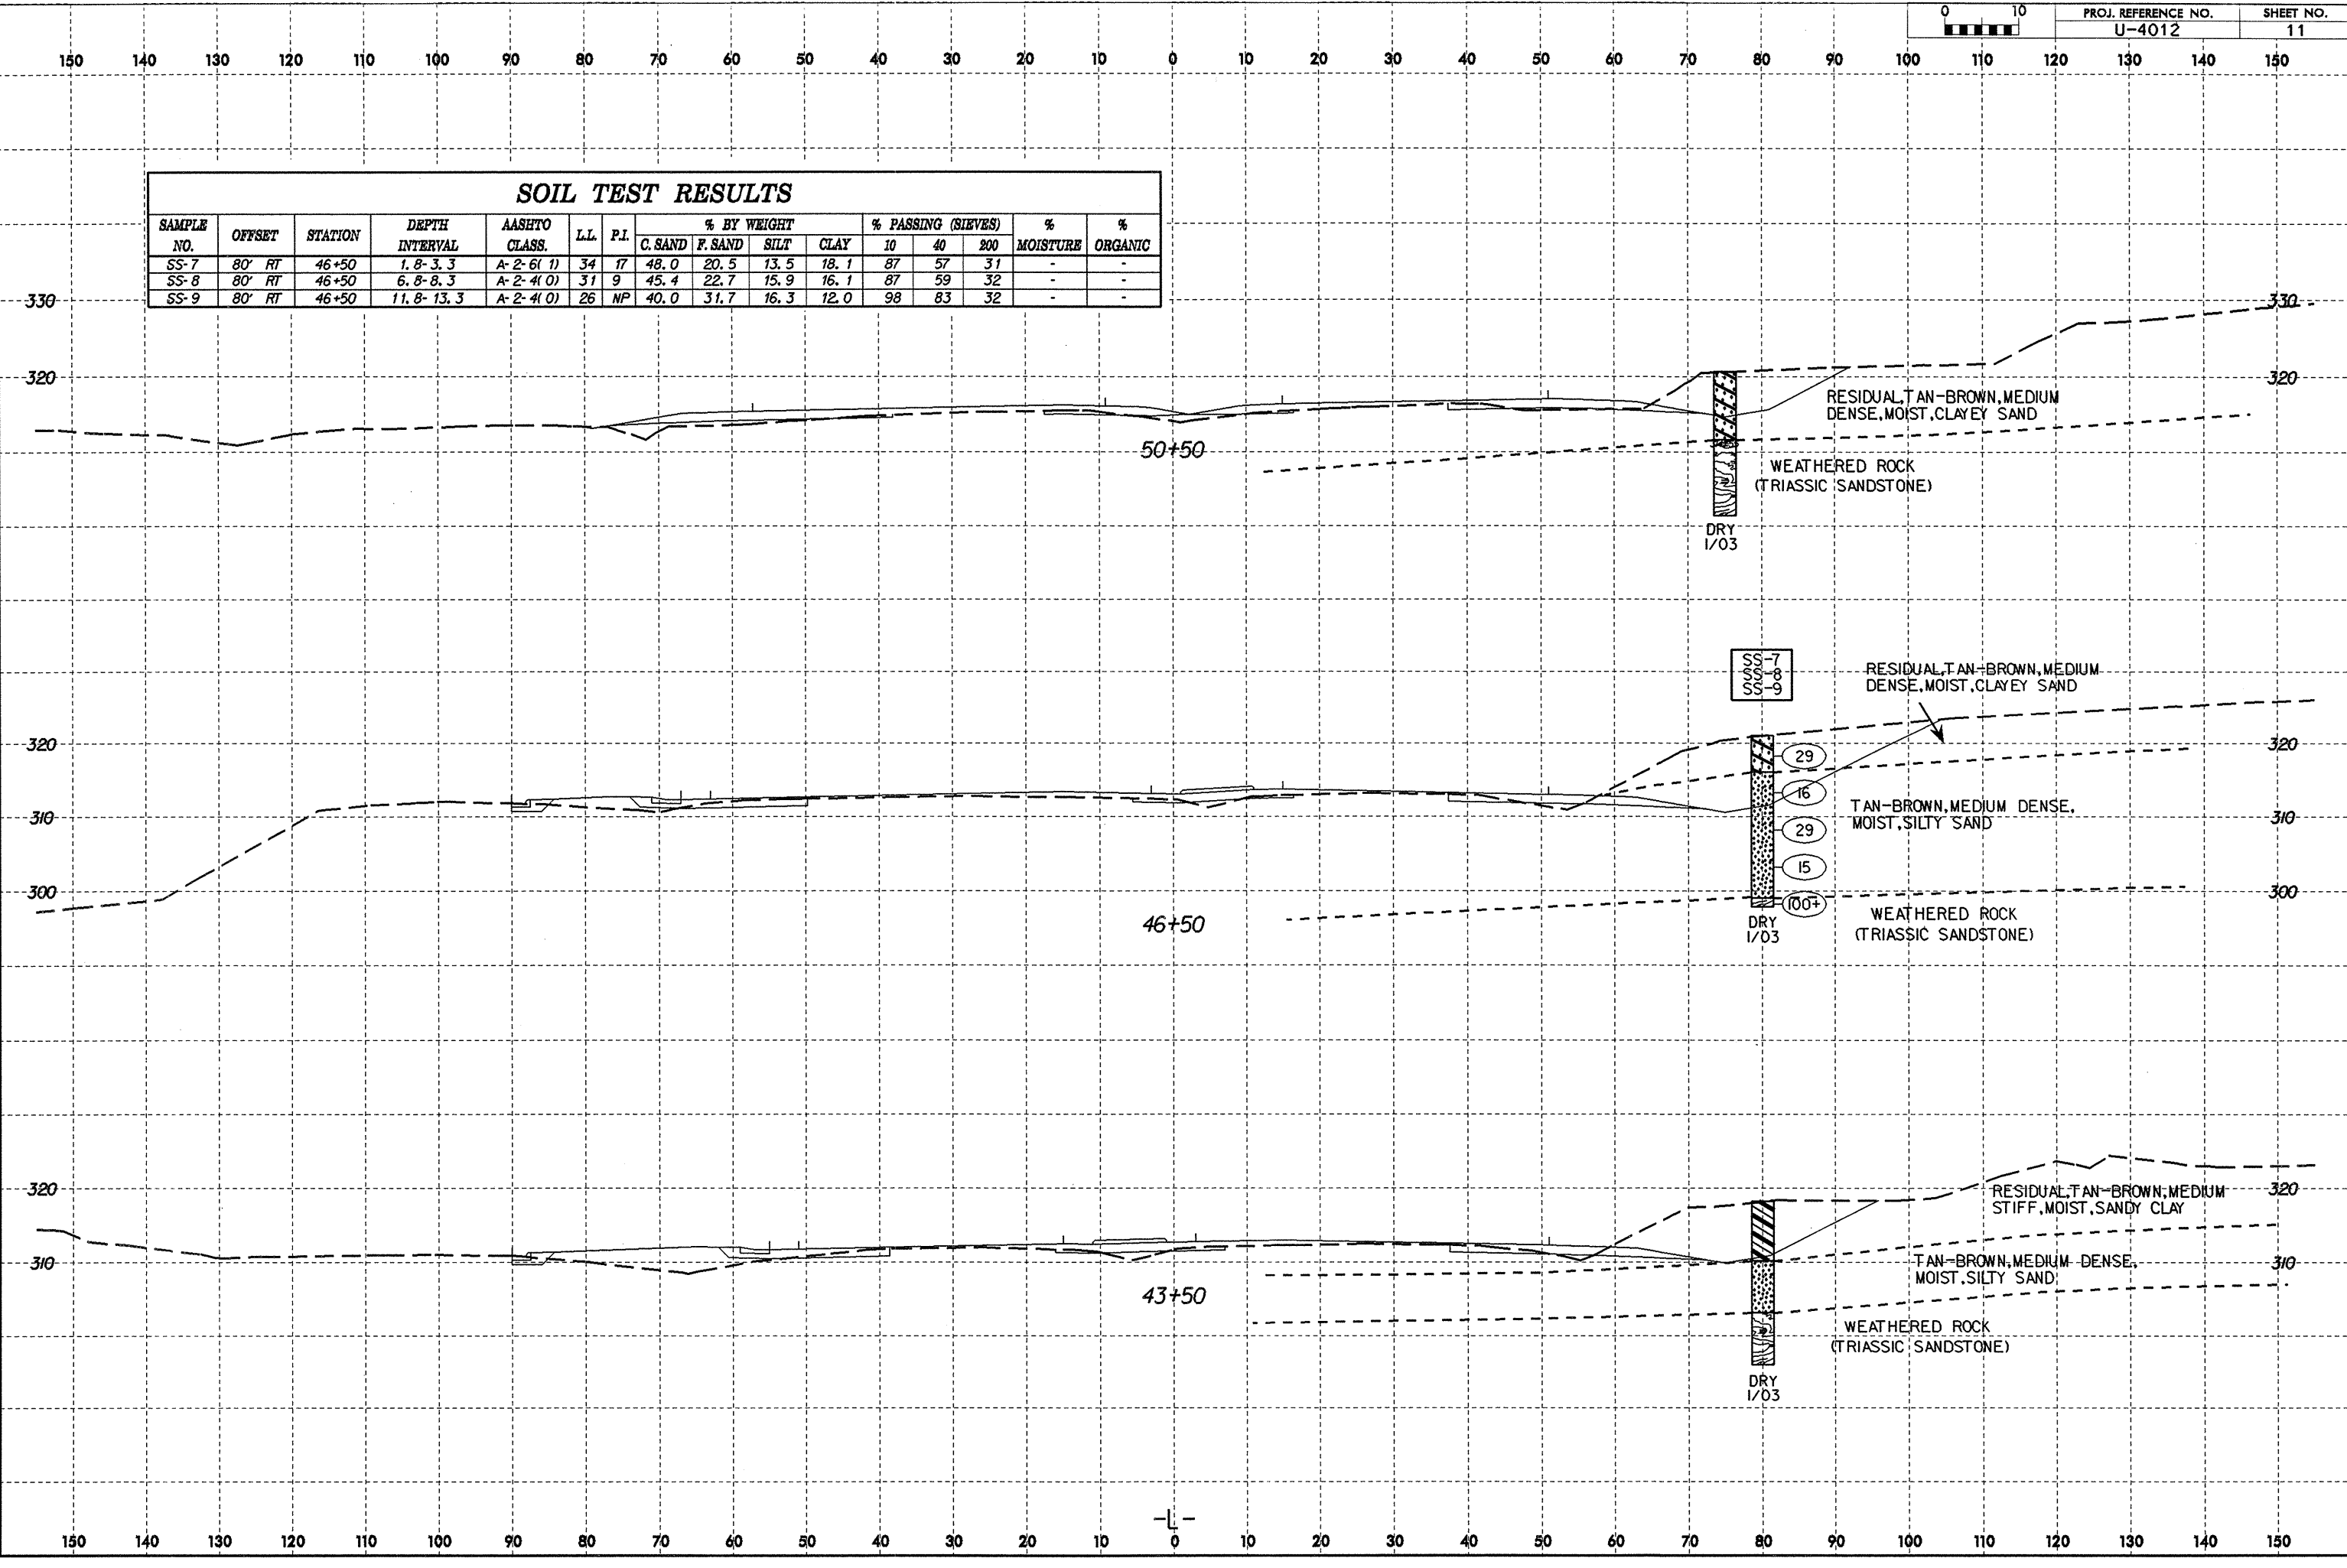 0 10 PROJ. REFERENCE NO. SHEET NO.
U-4012 11
150 140 130 120 110 100 90 80 70 60 50 40 30 20 10 0 10 20 30 40 50 60 70 80 90 100 110 120 130 140 150
SOIL TEST RESULTS
SAMPLE NO. OFFSET STATION DEPTH INTERVAL AASHTO CLASS. L.L. P.I. % BY WEIGHT % PASSING (SIEVES) % MOISTURE % ORGANIC
C. SAND F. SAND SILT CLAY 10 40 200
SS-7 80' RT 46+50 1.8-3.3 A-2-6(1) 34 17 48.0 20.5 13.5 18.1 87 57 31 - -
SS-8 80' RT 46+50 6.8-8.3 A-2-4(0) 31 9 45.4 22.7 15.9 16.1 87 59 32 - -
SS-9 80' RT 46+50 11.8-13.3 A-2-4(0) 26 NP 40.0 31.7 16.3 12.0 98 83 32 - -
330 330
320 320
RESIDUAL,TAN-BROWN,MEDIUM
DENSE,MOIST,CLAYEY SAND
50+50
WEATHERED ROCK
(TRIASSIC SANDSTONE)
DRY
1/03
SS-7
SS-8
SS-9
RESIDUAL,TAN-BROWN,MEDIUM
DENSE,MOIST,CLAYEY SAND
320 320
29
16
TAN-BROWN,MEDIUM DENSE,
MOIST,SILTY SAND
310 310
29
15
300 300
100+
46+50
WEATHERED ROCK
(TRIASSIC SANDSTONE)
DRY
1/03
320 320
RESIDUAL,TAN-BROWN,MEDIUM
STIFF,MOIST,SANDY CLAY
310 310
TAN-BROWN,MEDIUM DENSE,
MOIST,SILTY SAND
43+50
WEATHERED ROCK
(TRIASSIC SANDSTONE)
DRY
1/03
-L-
150 140 130 120 110 100 90 80 70 60 50 40 30 20 10 0 10 20 30 40 50 60 70 80 90 100 110 120 130 140 150